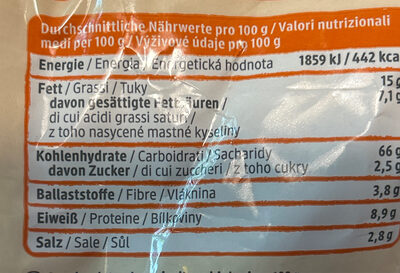 Durchschnittliche Nährwerte pro 100 g / Valori nutrizionali
medi per 100 g / Výživové údaje pro 100 g
Energie / Energia / Energetická hodnota 1859 kJ / 442 kca
Fett / Grassi / Tuky 15 g
davon gesättigte Fettsäuren / 7,1 g
di cui acidi grassi saturi /
z toho nasycené mastné kyseliny
Kohlenhydrate / Carboidrati / Sacharidy 66 g
davon Zucker / di cui zuccheri / z toho cukry 2,5 g
Ballaststoffe / Fibre / Vláknina 3,8 g
Eiweiß / Proteine / Bílkoviny 8,9 g
Salz / Sale / Sůl 2,8 g